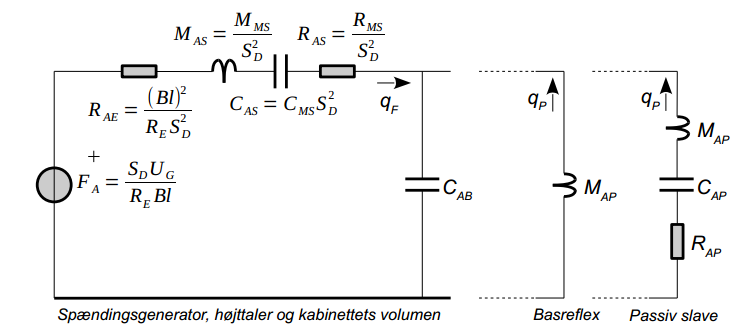 M_AS = M_MS / S_D^2
R_AS = R_MS / S_D^2
R_AE = (Bl)^2 / R_E S_D^2
C_AS = C_MS S_D^2
q_F
q_P
q_P
M_AP
+
F_A = S_D U_G / R_E Bl
C_AB
M_AP
C_AP
R_AP
Spændingsgenerator, højttaler og kabinettets volumen
Basreflex
Passiv slave